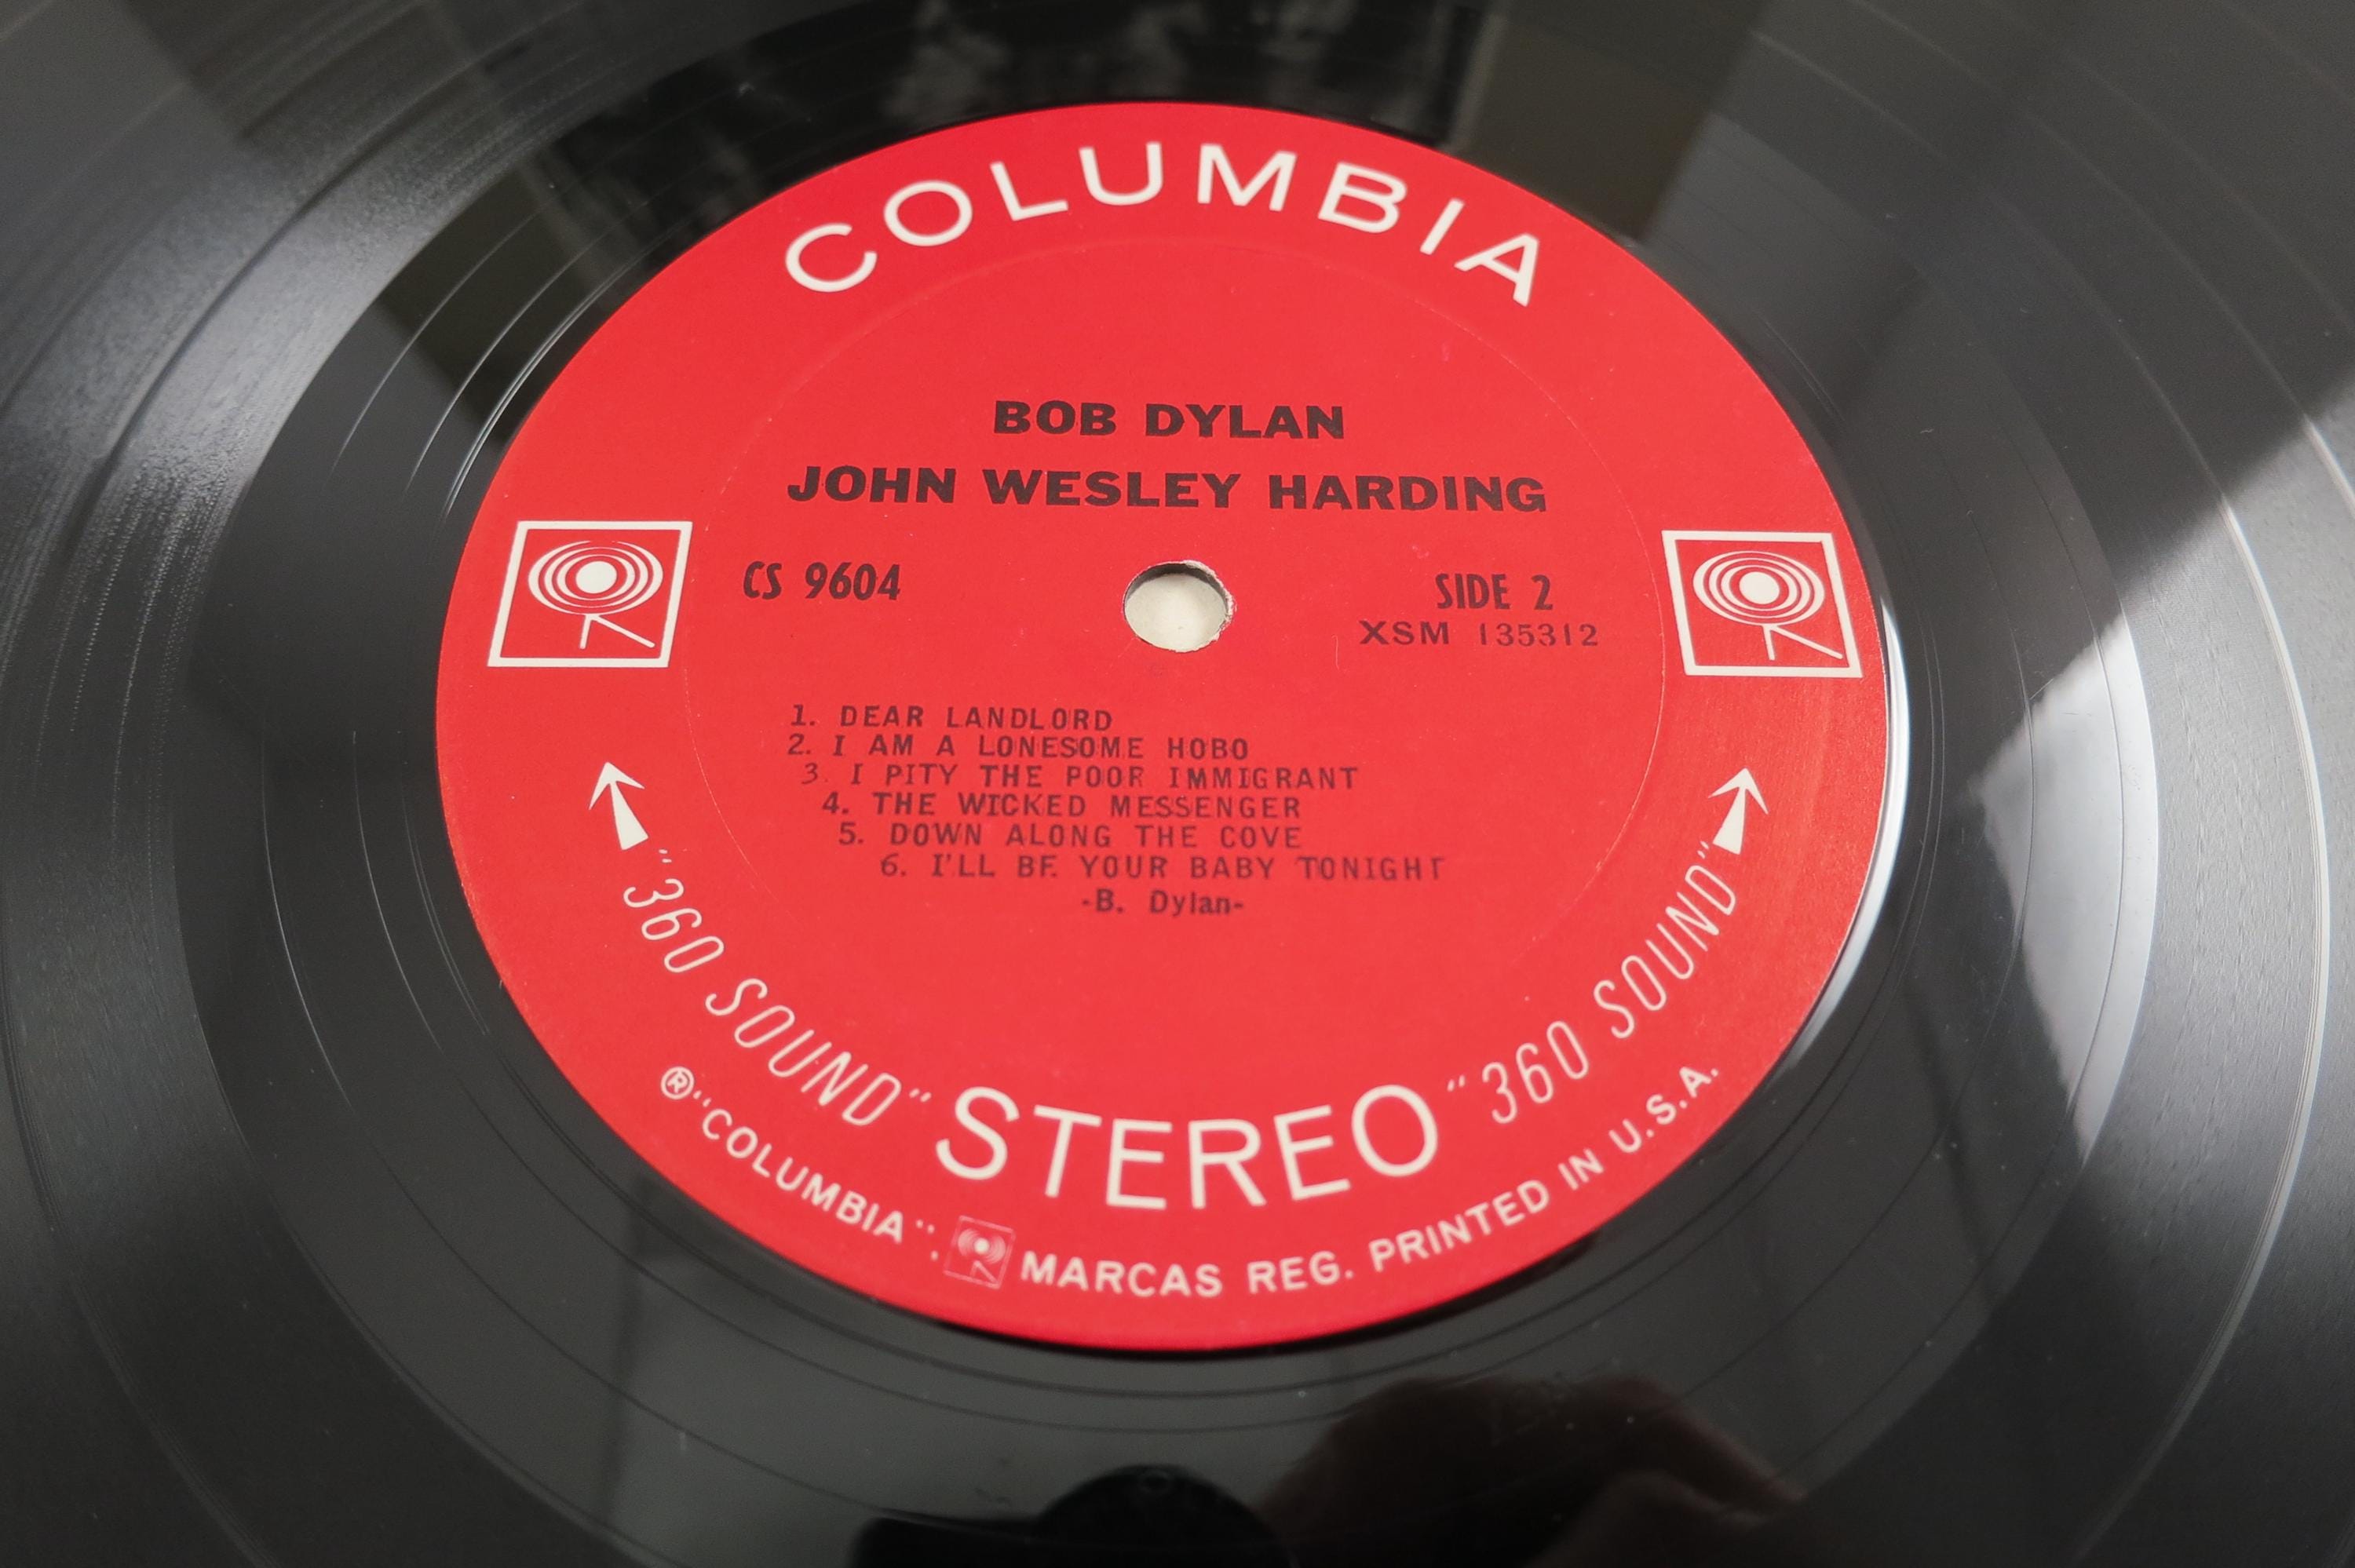 COLUMBIA
BOB DYLAN
JOHN WESLEY HARDING
CS 9604
SIDE 2
XSM 135312
1. DEAR LANDLORD
2. I AM A LONESOME HOBO
3. I PITY THE POOR IMMIGRANT
4. THE WICKED MESSENGER
5. DOWN ALONG THE COVE
6. I'LL BE YOUR BABY TONIGHT
-B. Dylan-
"360 SOUND" STEREO "360 SOUND"
® "COLUMBIA", MARCAS REG. PRINTED IN U.S.A.